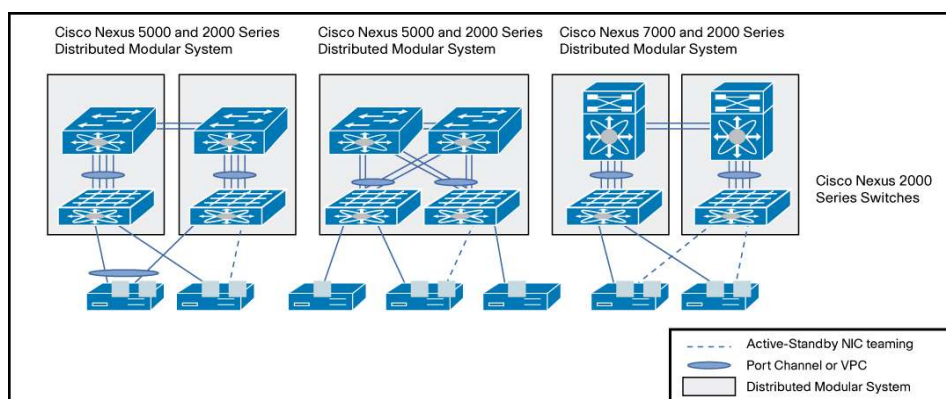 Cisco Nexus 5000 and 2000 Series
Distributed Modular System
Cisco Nexus 5000 and 2000 Series
Distributed Modular System
Cisco Nexus 7000 and 2000 Series
Distributed Modular System
Cisco Nexus 2000
Series Switches
Active-Standby NIC teaming
Port Channel or VPC
Distributed Modular System